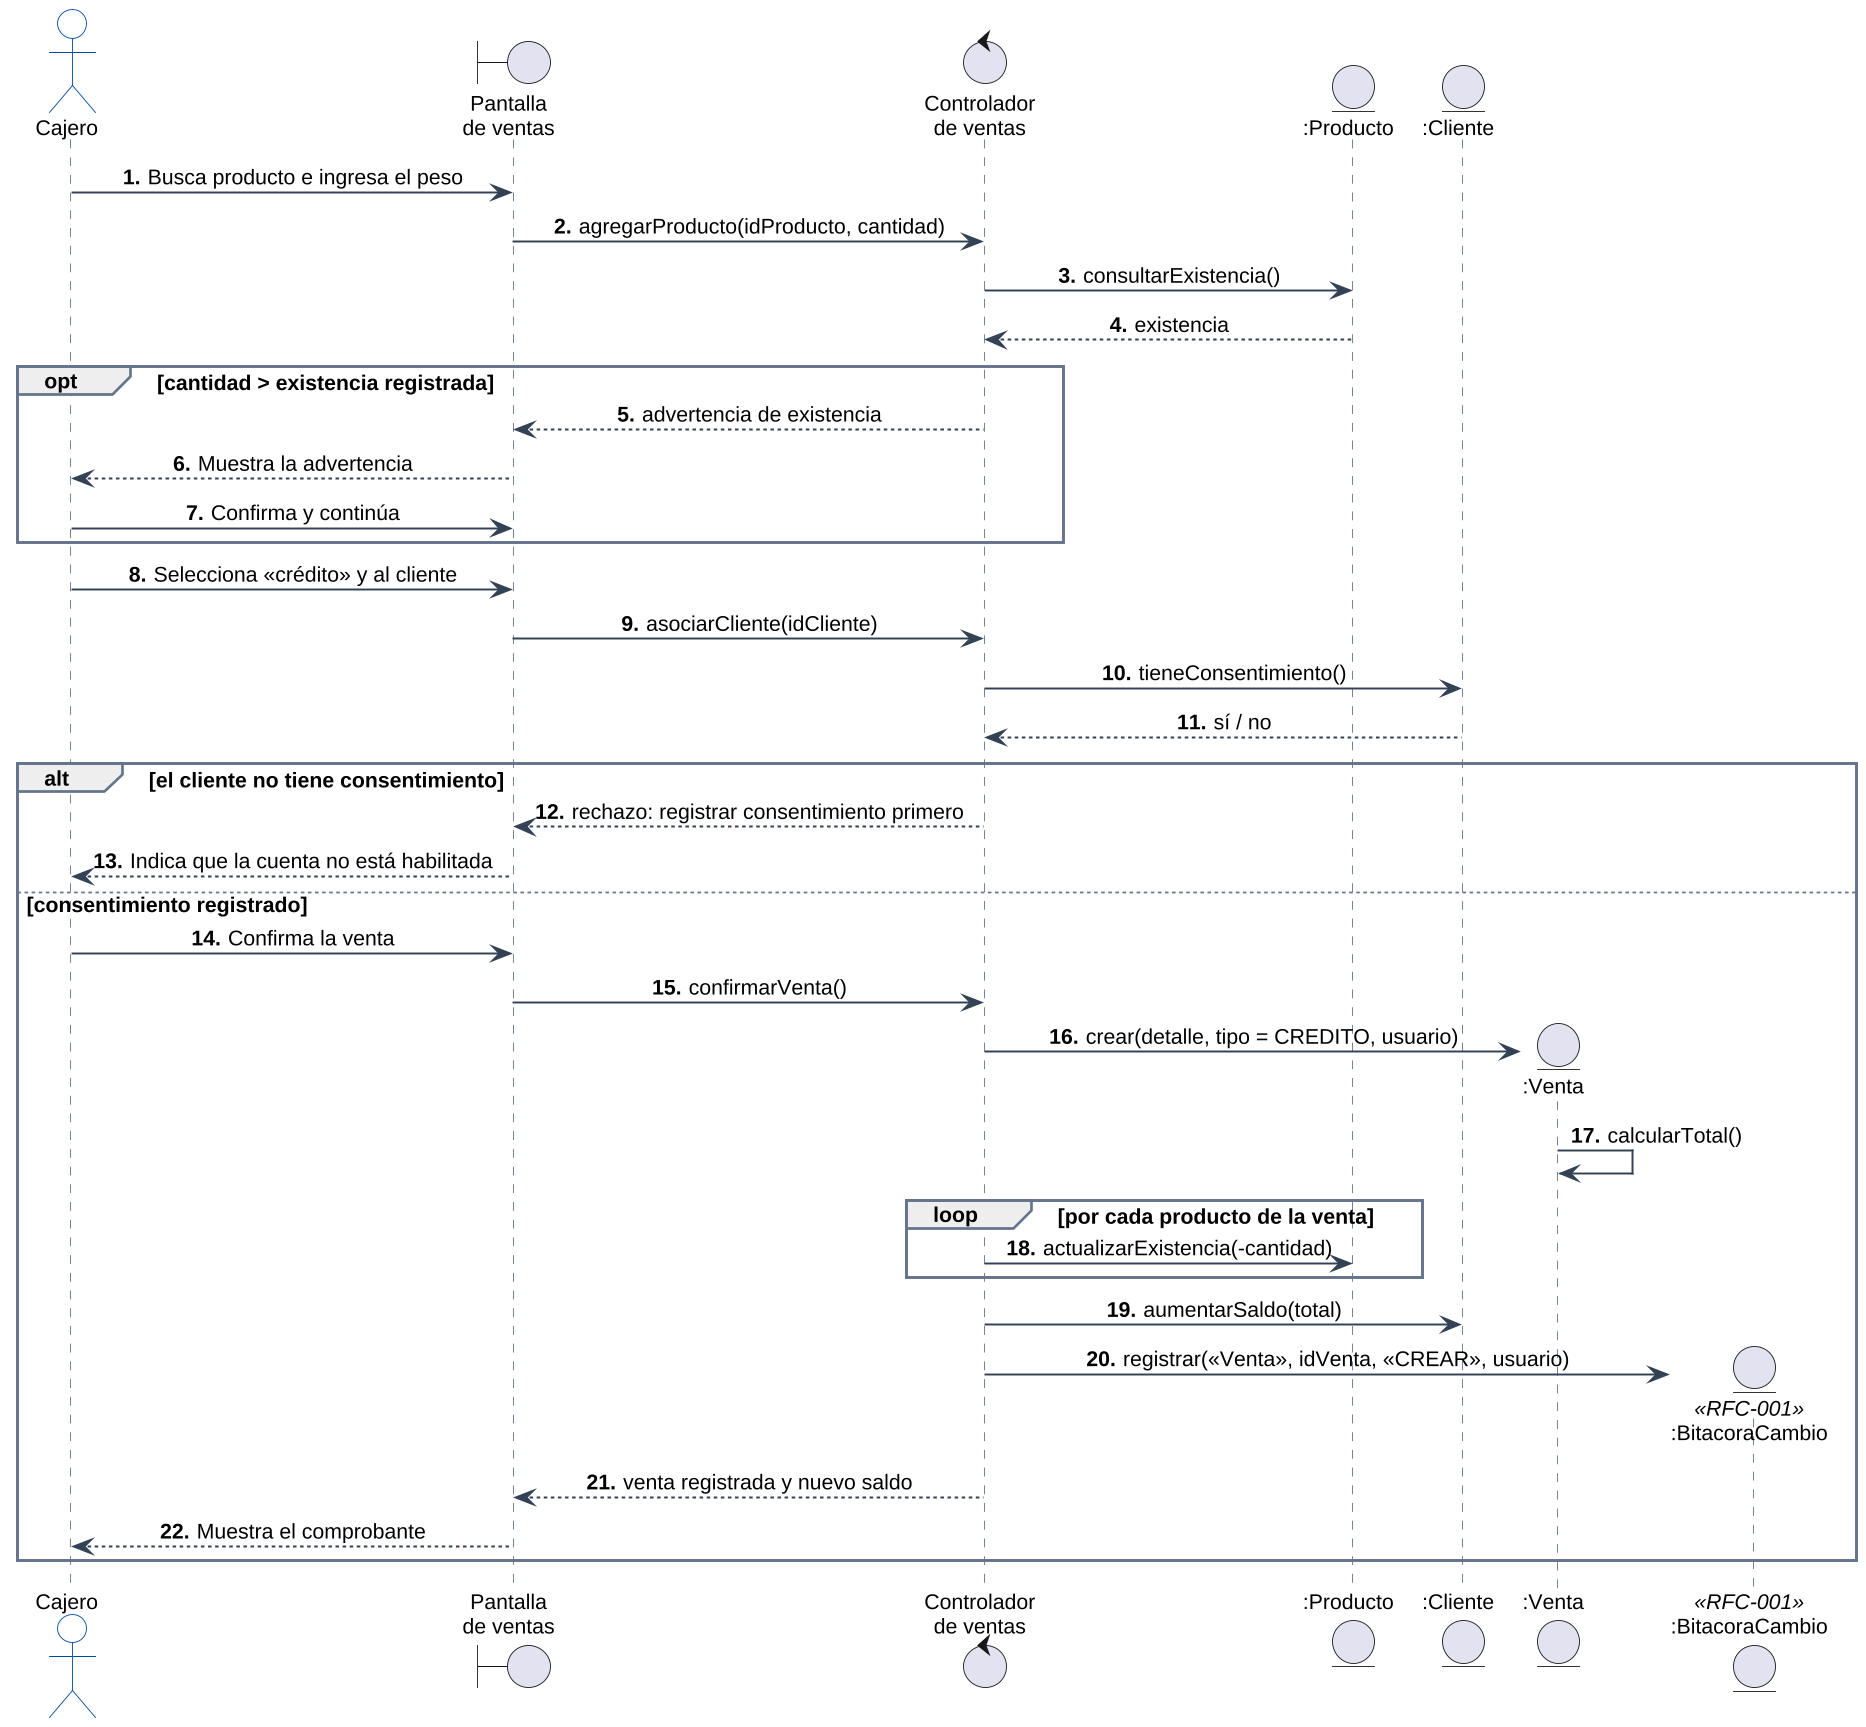 Cajero
Pantalla
de ventas
Controlador
de ventas
:Producto
:Cliente
1. Busca producto e ingresa el peso
2. agregarProducto(idProducto, cantidad)
3. consultarExistencia()
4. existencia
opt [cantidad > existencia registrada]
5. advertencia de existencia
6. Muestra la advertencia
7. Confirma y continúa
8. Selecciona «crédito» y al cliente
9. asociarCliente(idCliente)
10. tieneConsentimiento()
11. sí / no
alt [el cliente no tiene consentimiento]
12. rechazo: registrar consentimiento primero
13. Indica que la cuenta no está habilitada
[consentimiento registrado]
14. Confirma la venta
15. confirmarVenta()
16. crear(detalle, tipo = CREDITO, usuario)
:Venta
17. calcularTotal()
loop [por cada producto de la venta]
18. actualizarExistencia(-cantidad)
19. aumentarSaldo(total)
20. registrar(«Venta», idVenta, «CREAR», usuario)
«RFC-001»
:BitacoraCambio
21. venta registrada y nuevo saldo
22. Muestra el comprobante
Cajero
Pantalla
de ventas
Controlador
de ventas
:Producto
:Cliente
:Venta
«RFC-001»
:BitacoraCambio